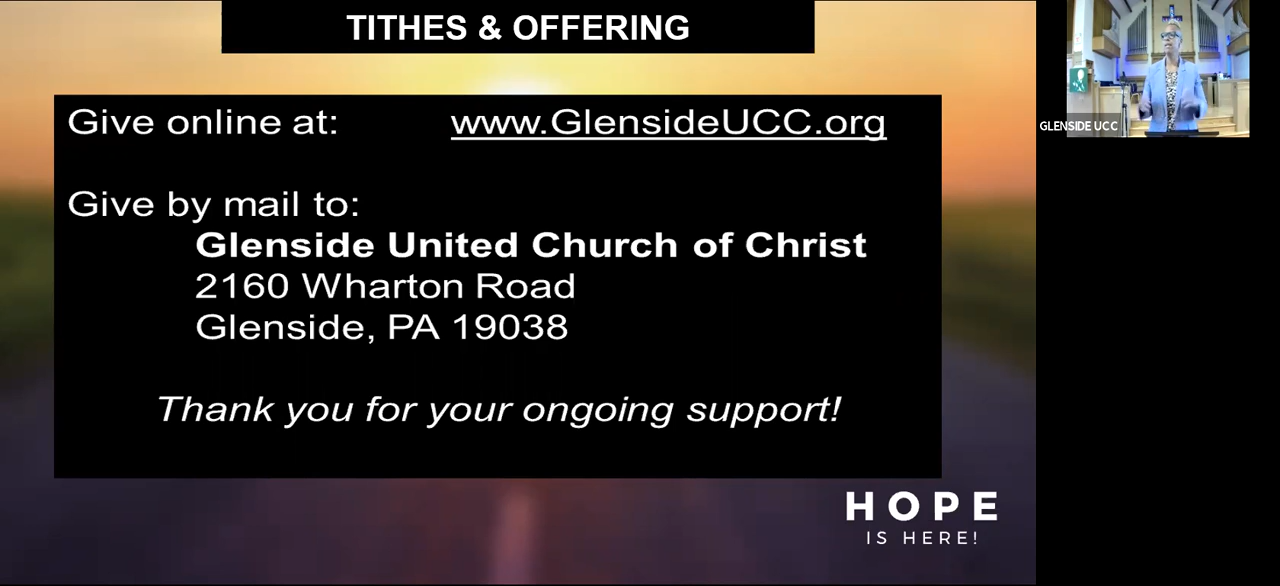 TITHES & OFFERING
Give online at: www.GlensideUCC.org
Give by mail to:
Glenside United Church of Christ
2160 Wharton Road
Glenside, PA 19038
Thank you for your ongoing support!
HOPE
IS HERE!
GLENSIDE UCC